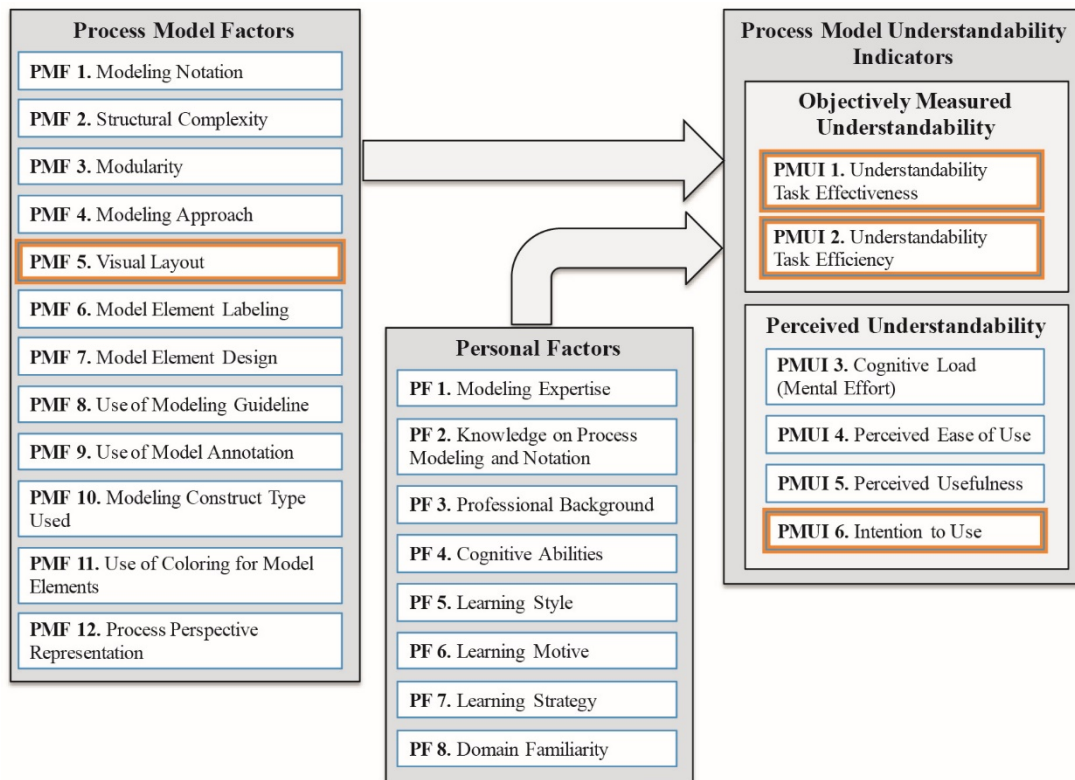 Process Model Factors
PMF 1. Modeling Notation
PMF 2. Structural Complexity
PMF 3. Modularity
PMF 4. Modeling Approach
PMF 5. Visual Layout
PMF 6. Model Element Labeling
PMF 7. Model Element Design
PMF 8. Use of Modeling Guideline
PMF 9. Use of Model Annotation
PMF 10. Modeling Construct Type
Used
PMF 11. Use of Coloring for Model
Elements
PMF 12. Process Perspective
Representation
Personal Factors
PF 1. Modeling Expertise
PF 2. Knowledge on Process
Modeling and Notation
PF 3. Professional Background
PF 4. Cognitive Abilities
PF 5. Learning Style
PF 6. Learning Motive
PF 7. Learning Strategy
PF 8. Domain Familiarity
Process Model Understandability
Indicators
Objectively Measured
Understandability
PMUI 1. Understandability
Task Effectiveness
PMUI 2. Understandability
Task Efficiency
Perceived Understandability
PMUI 3. Cognitive Load
(Mental Effort)
PMUI 4. Perceived Ease of Use
PMUI 5. Perceived Usefulness
PMUI 6. Intention to Use